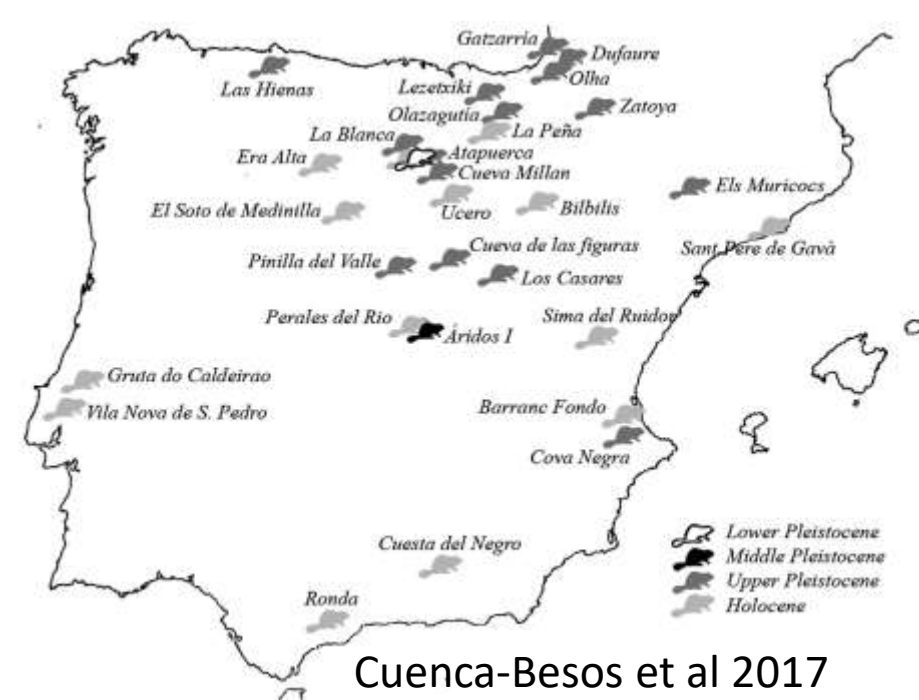 Gatzarria
Dufaure
Olha
Las Hienas
Lezetxiki
Olazagutia
Zatoya
La Peña
La Blanca
Atapuerca
Era Alta
Cueva Millan
Els Muricocs
El Soto de Medinilla
Ucero
Bilbilis
Sant Pere de Gavà
Cueva de las figuras
Pinilla del Valle
Los Casares
Perales del Rio
Áridos I
Sima del Ruidor
Gruta do Caldeirao
Vila Nova de S. Pedro
Barranc Fondo
Cova Negra
Cuesta del Negro
Ronda
Lower Pleistocene
Middle Pleistocene
Upper Pleistocene
Holocene
Cuenca-Besos et al 2017